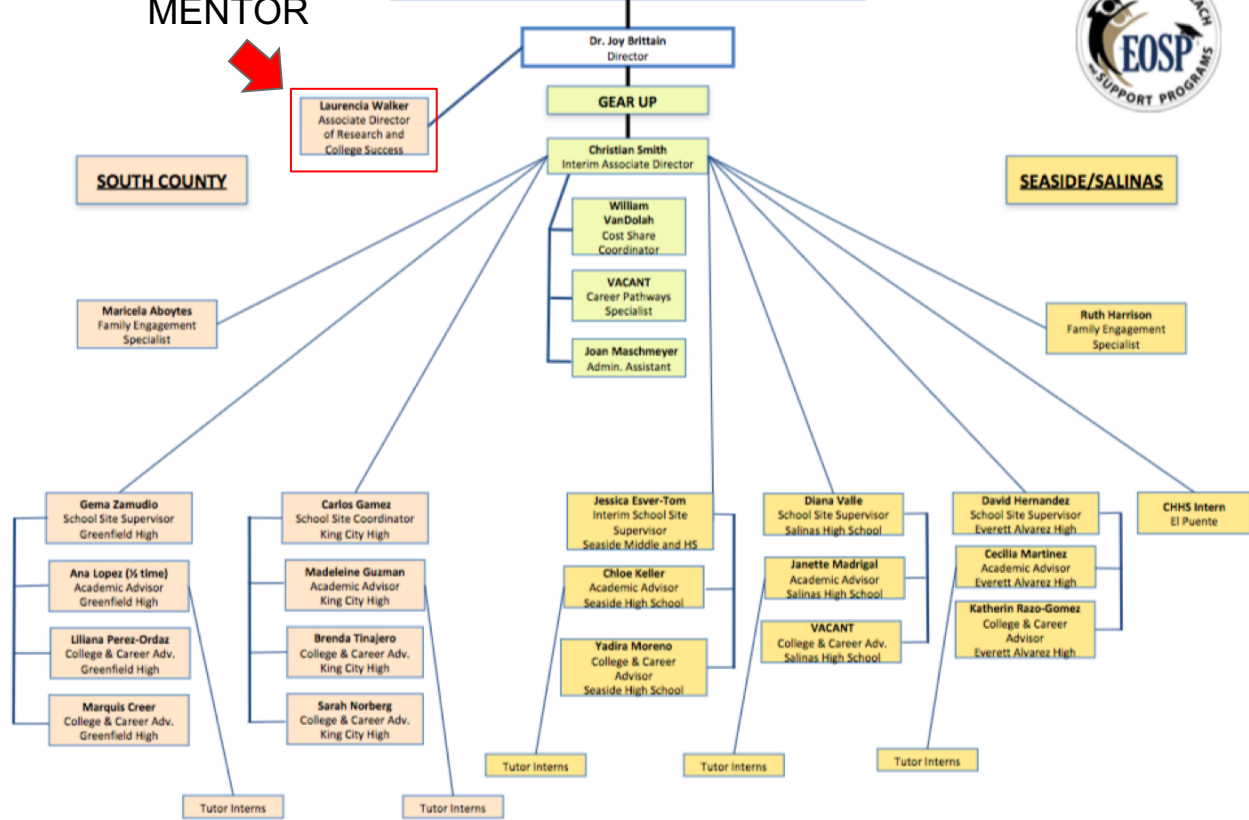 MENTOR
Dr. Joy Brittain
Director
EOSP
SUPPORT PROGRAMS
Laurencia Walker
Associate Director
of Research and
College Success
GEAR UP
Christian Smith
Interim Associate Director
SOUTH COUNTY
SEASIDE/SALINAS
William
VanDolah
Cost Share
Coordinator
VACANT
Career Pathways
Specialist
Joan Maschmeyer
Admin. Assistant
Maricela Aboytes
Family Engagement
Specialist
Ruth Harrison
Family Engagement
Specialist
Gema Zamudio
School Site Supervisor
Greenfield High
Ana Lopez (½ time)
Academic Advisor
Greenfield High
Liliana Perez-Ordaz
College & Career Adv.
Greenfield High
Marquis Creer
College & Career Adv.
Greenfield High
Tutor Interns
Carlos Gamez
School Site Coordinator
King City High
Madeleine Guzman
Academic Advisor
King City High
Brenda Tinajero
College & Career Adv.
King City High
Sarah Norberg
College & Career Adv.
King City High
Tutor Interns
Jessica Esver-Tom
Interim School Site
Supervisor
Seaside Middle and HS
Chloe Keller
Academic Advisor
Seaside High School
Yadira Moreno
College & Career
Advisor
Seaside High School
Tutor Interns
Diana Valle
School Site Supervisor
Salinas High School
Janette Madrigal
Academic Advisor
Salinas High School
VACANT
College & Career Adv.
Salinas High School
Tutor Interns
David Hernandez
School Site Supervisor
Everett Alvarez High
Cecilia Martinez
Academic Advisor
Everett Alvarez High
Katherin Razo-Gomez
College & Career
Advisor
Everett Alvarez High
Tutor Interns
CHHS Intern
El Puente